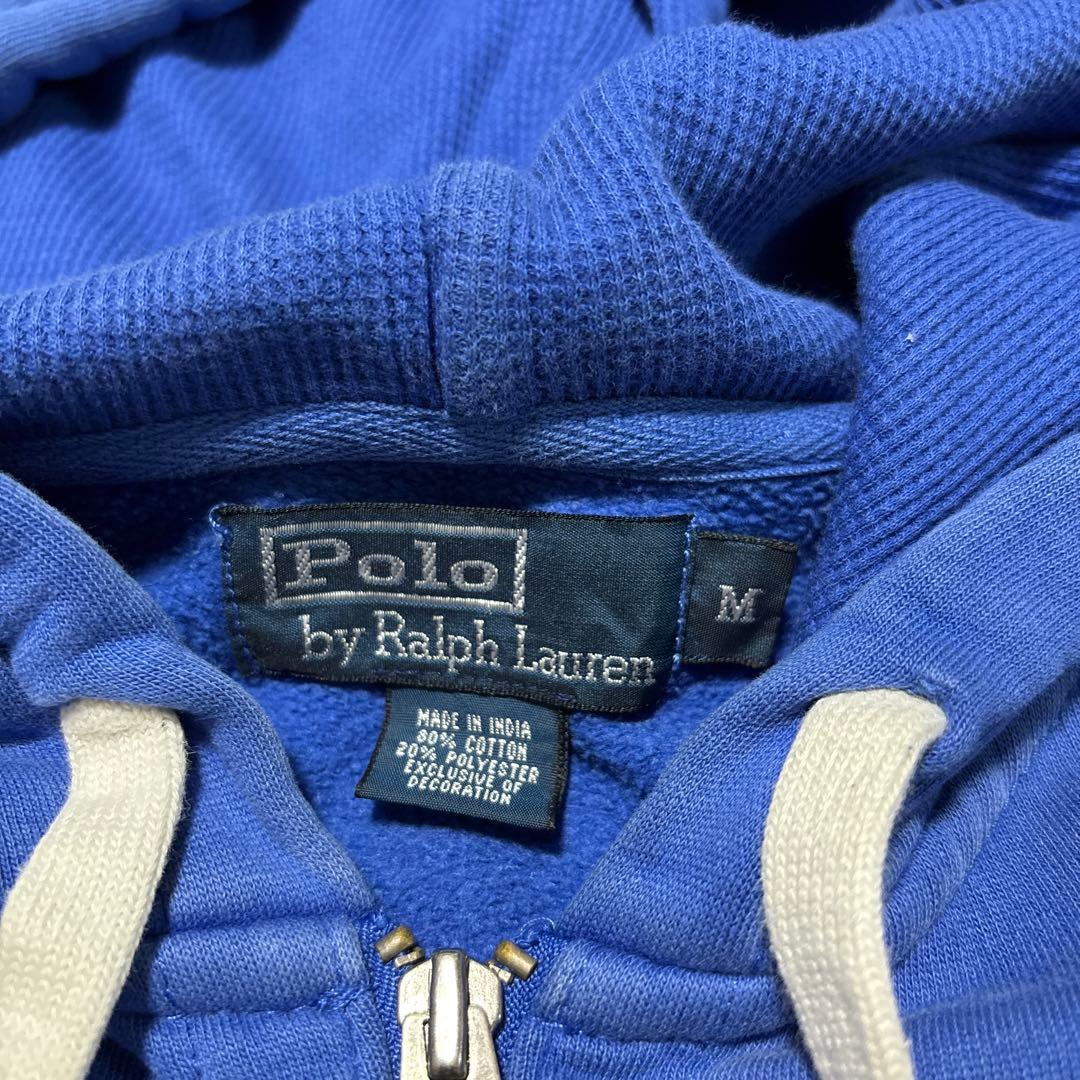 Polo
by Ralph Lauren
M
MADE IN INDIA
80% COTTON
20% POLYESTER
EXCLUSIVE OF
DECORATION